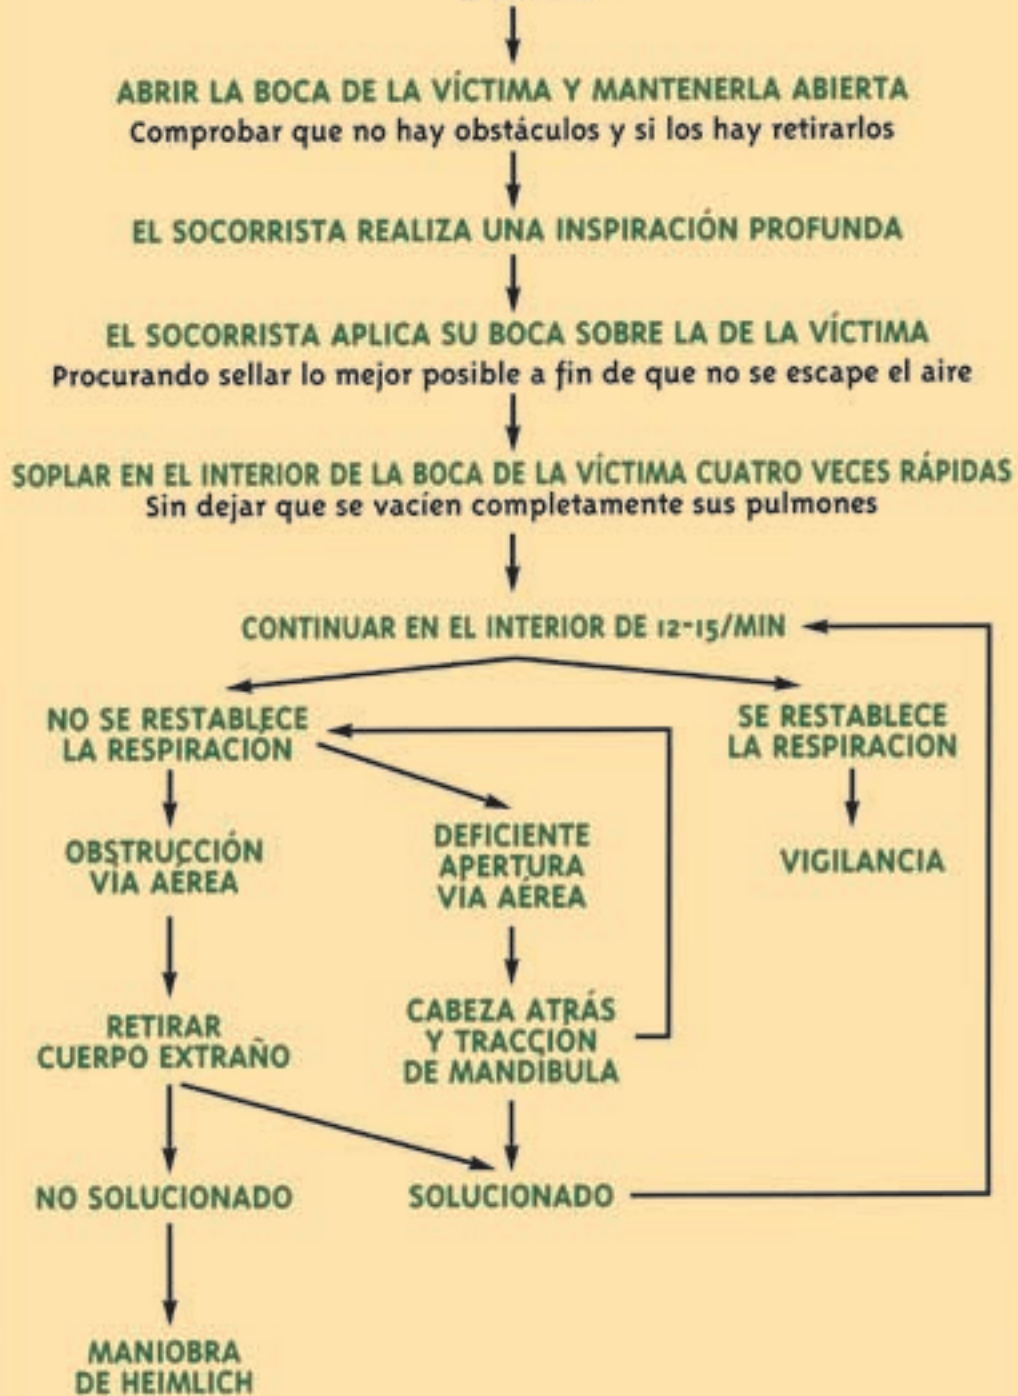 ABRIR LA BOCA DE LA VÍCTIMA Y MANTENERLA ABIERTA
Comprobar que no hay obstáculos y si los hay retirarlos
EL SOCORRISTA REALIZA UNA INSPIRACIÓN PROFUNDA
EL SOCORRISTA APLICA SU BOCA SOBRE LA DE LA VÍCTIMA
Procurando sellar lo mejor posible a fin de que no se escape el aire
SOPLAR EN EL INTERIOR DE LA BOCA DE LA VÍCTIMA CUATRO VECES RÁPIDAS
Sin dejar que se vacíen completamente sus pulmones
CONTINUAR EN EL INTERIOR DE 12-15/MIN
NO SE RESTABLECE
LA RESPIRACIÓN
SE RESTABLECE
LA RESPIRACION
OBSTRUCCIÓN
VÍA AÉREA
DEFICIENTE
APERTURA
VÍA AÉREA
VIGILANCIA
RETIRAR
CUERPO EXTRAÑO
CABEZA ATRÁS
Y TRACCIÓN
DE MANDÍBULA
NO SOLUCIONADO
SOLUCIONADO
MANIOBRA
DE HEIMLICH